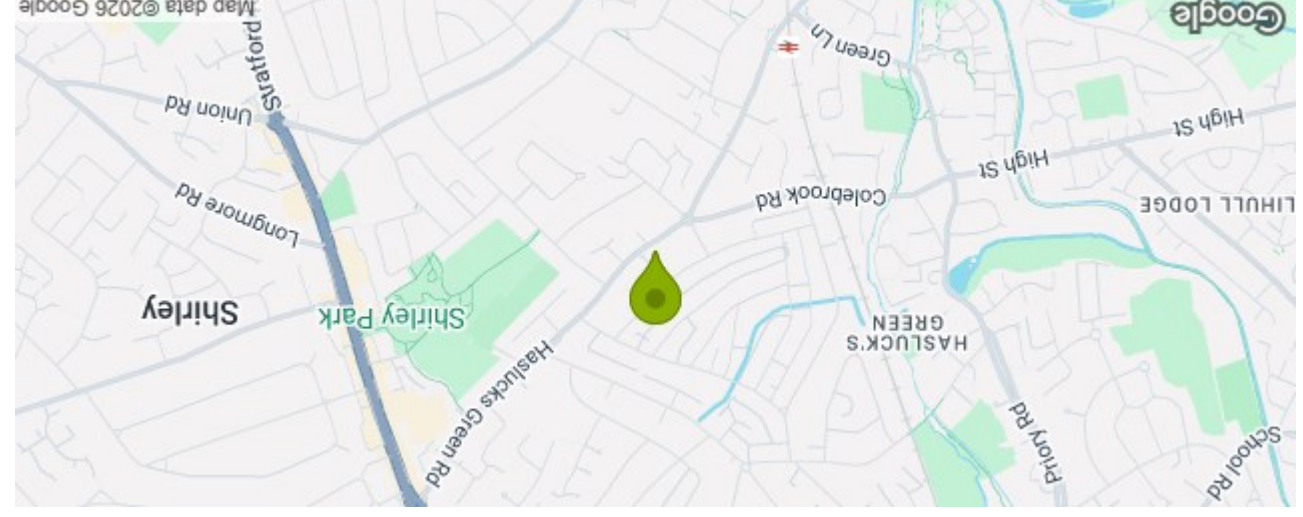 School Rd
Priory Rd
Haslucks Green Rd
HASLUCK'S
GREEN
Shirley Park
Shirley
LIHULL LODGE
Longmore Rd
Colebrook Rd
High St
High St
Union Rd
Stratford
Green Ln
Google
Map data ©2026 Google